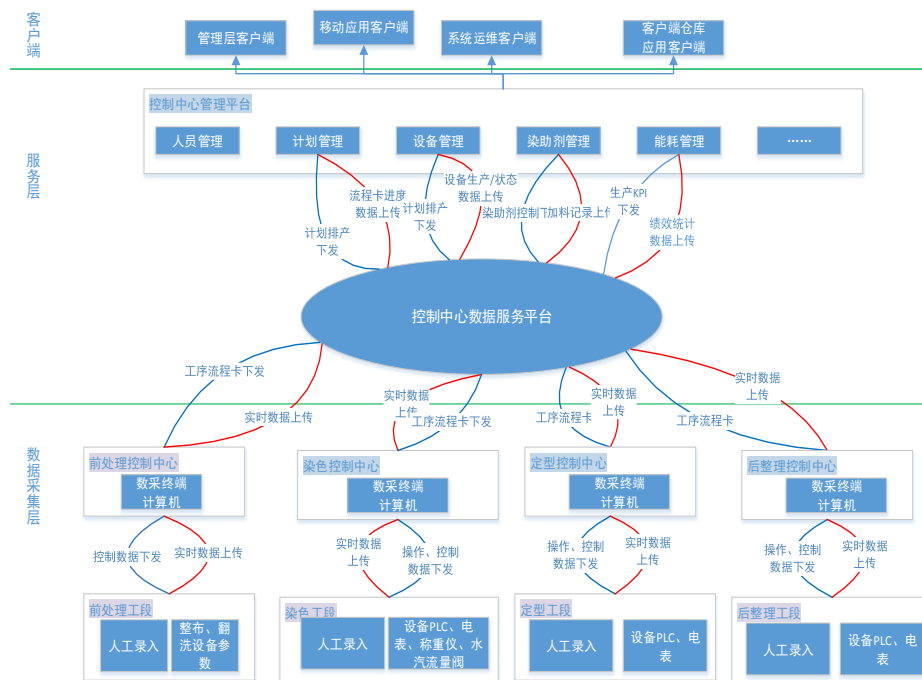 客户端
管理层客户端
移动应用客户端
系统运维客户端
客户端仓库
应用客户端
服务层
控制中心管理平台
人员管理
计划管理
设备管理
染助剂管理
能耗管理
......
流程卡进度
数据上传
计划排产
下发
设备生产/状态
数据上传
计划排产
下发
染助剂控制下
加料记录上传
生产KPI
下发
绩效统计
数据上传
控制中心数据服务平台
工序流程卡下发
实时数据上传
实时数据
上传
工序流程卡下发
工序流程卡
实时数据
上传
工序流程卡
实时数据
上传
数据采集层
前处理控制中心
数采终端
计算机
染色控制中心
数采终端
计算机
定型控制中心
数采终端
计算机
后整理控制中心
数采终端
计算机
控制数据下发
实时数据上传
实时数据
上传
操作、控制
数据下发
操作、控制
数据下发
实时数据
上传
操作、控制
数据下发
实时数据
上传
前处理工段
人工录入
整布、翻
洗设备参
数
染色工段
人工录入
设备PLC、电
表、称重仪、水
汽流量阀
定型工段
人工录入
设备PLC、电
表
后整理工段
人工录入
设备PLC、电
表